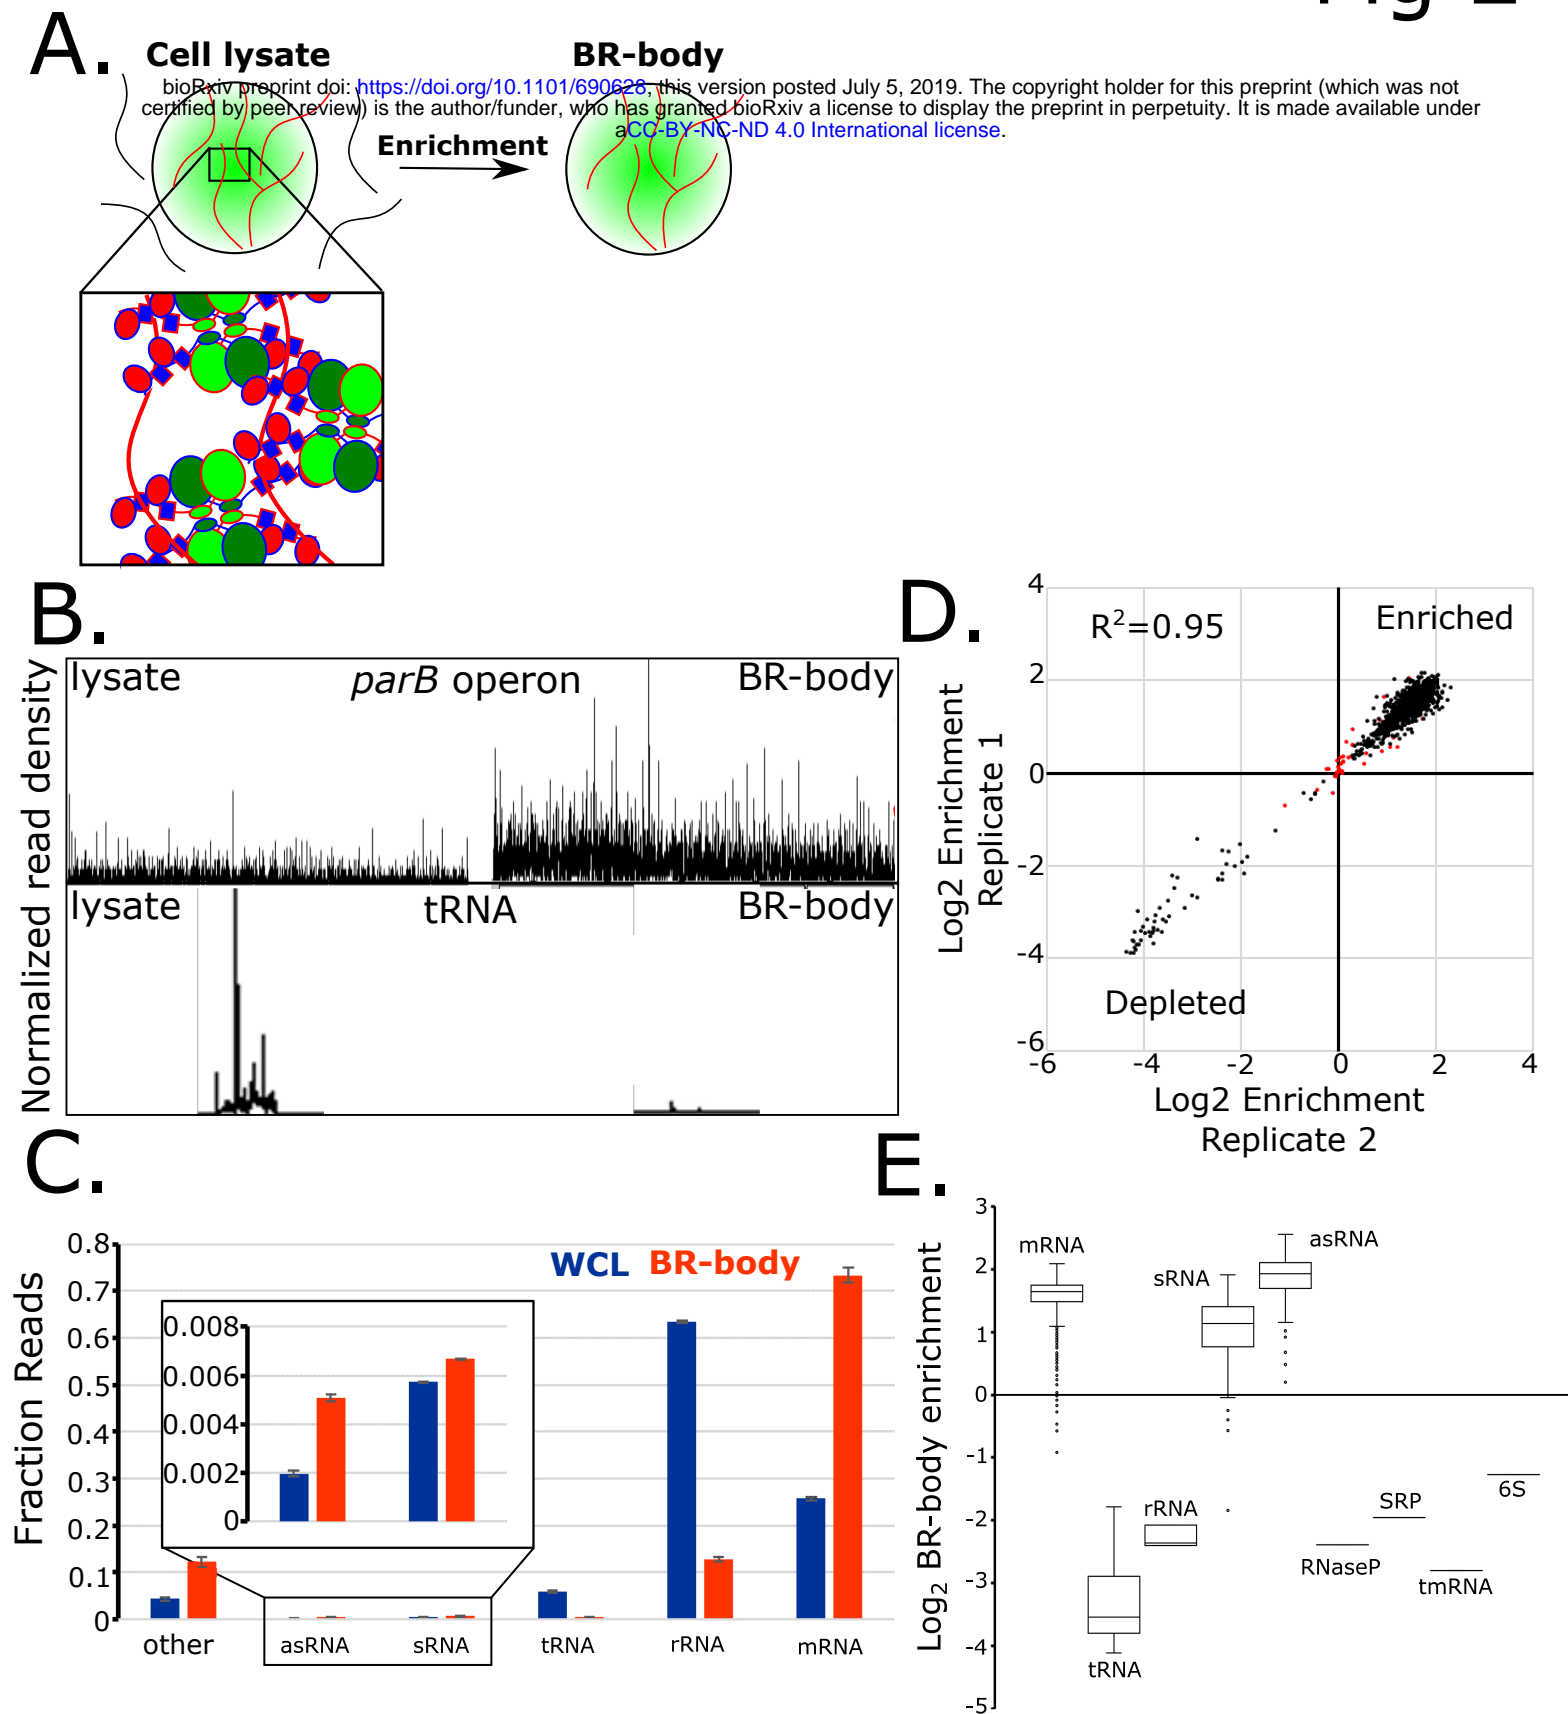 A.
Cell lysate
BR-body
bioRxiv preprint doi: https://doi.org/10.1101/690628; this version posted July 5, 2019. The copyright holder for this preprint (which was not
certified by peer review) is the author/funder, who has granted bioRxiv a license to display the preprint in perpetuity. It is made available under
aCC-BY-NC-ND 4.0 International license.
Enrichment
B.
Normalized read density
lysate
parB operon
BR-body
lysate
tRNA
BR-body
D.
R²=0.95
Enriched
Depleted
Log2 Enrichment
Replicate 1
4
2
0
-2
-4
-6
-6
-4
-2
0
2
4
Log2 Enrichment
Replicate 2
C.
WCL BR-body
Fraction Reads
0.8
0.7
0.6
0.5
0.4
0.3
0.2
0.1
0
0.008
0.006
0.004
0.002
0
other
asRNA
sRNA
tRNA
rRNA
mRNA
E.
Log₂ BR-body enrichment
3
2
1
0
-1
-2
-3
-4
-5
mRNA
tRNA
rRNA
sRNA
asRNA
RNaseP
SRP
tmRNA
6S